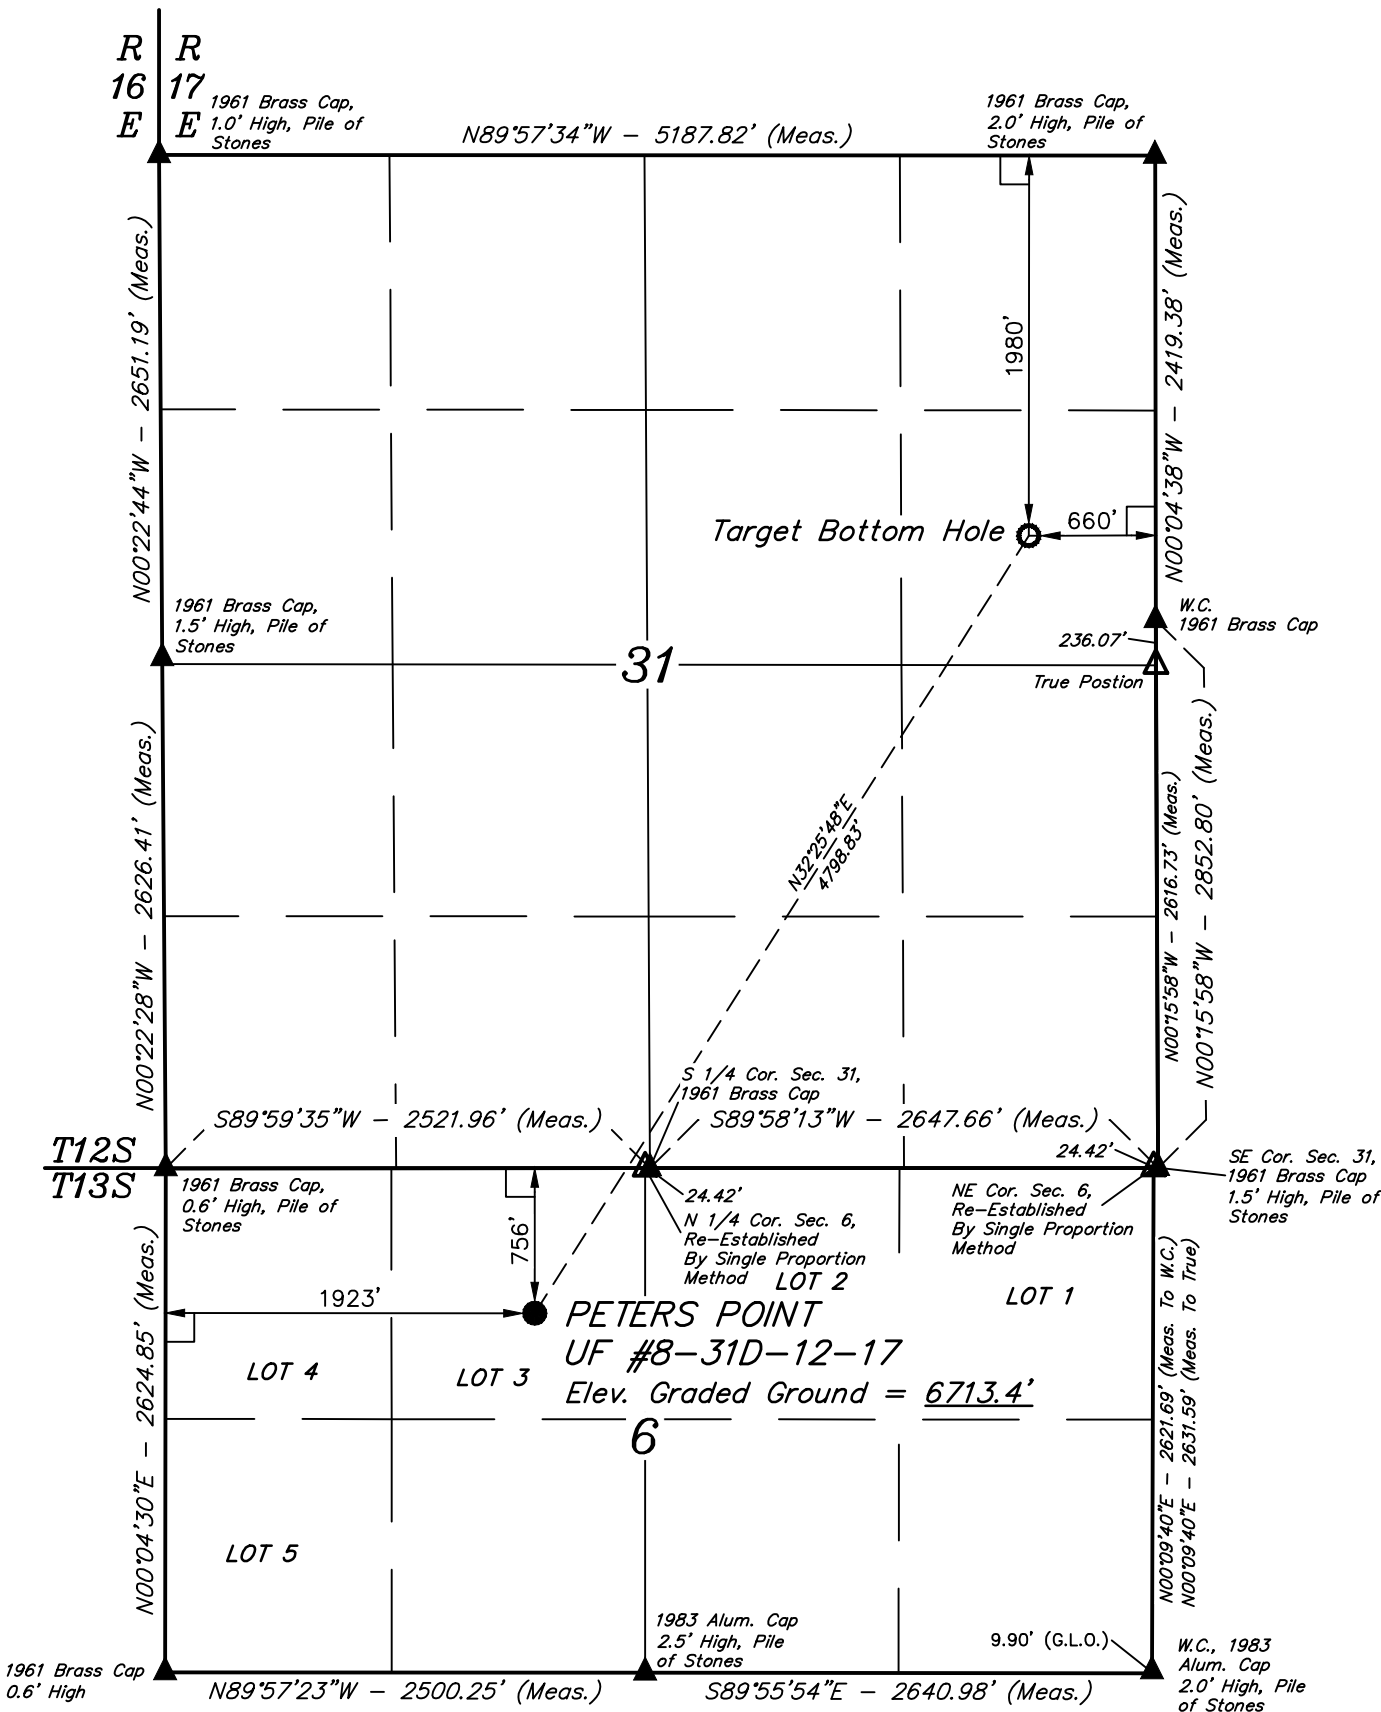 R R
16 17
E E
1961 Brass Cap,
1.0' High, Pile of
Stones
N89°57'34"W - 5187.82' (Meas.)
1961 Brass Cap,
2.0' High, Pile of
Stones
N00°22'44"W - 2651.19' (Meas.)
1980'
N00°04'38"W - 2419.38' (Meas.)
Target Bottom Hole
660'
1961 Brass Cap,
1.5' High, Pile of
Stones
W.C.
1961 Brass Cap
236.07'
31
True Postion
N00°22'28"W - 2626.41' (Meas.)
N32°25'48"E
4798.83'
N00°15'58"W - 2616.73' (Meas.)
N00°15'58"W - 2852.80' (Meas.)
S 1/4 Cor. Sec. 31,
1961 Brass Cap
S89°59'35"W - 2521.96' (Meas.)
S89°58'13"W - 2647.66' (Meas.)
T12S
T13S
24.42'
SE Cor. Sec. 31,
1961 Brass Cap
1.5' High, Pile of
Stones
1961 Brass Cap,
0.6' High, Pile of
Stones
24.42'
N 1/4 Cor. Sec. 6,
Re-Established
By Single Proportion
Method
NE Cor. Sec. 6,
Re-Established
By Single Proportion
Method
756'
LOT 2
LOT 1
1923'
PETERS POINT
UF #8-31D-12-17
Elev. Graded Ground = 6713.4'
LOT 4
LOT 3
6
N00°04'30"E - 2624.85' (Meas.)
N00°09'40"E - 2621.69' (Meas. To W.C.)
N00°09'40"E - 2631.59' (Meas. To True)
LOT 5
1983 Alum. Cap
2.5' High, Pile
of Stones
9.90' (G.L.O.)
W.C., 1983
Alum. Cap
2.0' High, Pile
of Stones
1961 Brass Cap
0.6' High
N89°57'23"W - 2500.25' (Meas.)
S89°55'54"E - 2640.98' (Meas.)